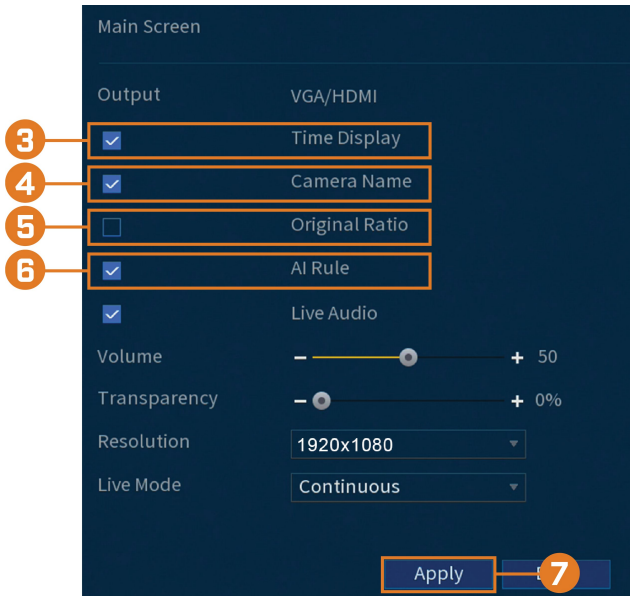 Main Screen
Output VGA/HDMI
3 Time Display
4 Camera Name
5 Original Ratio
6 AI Rule
Live Audio
Volume 50
Transparency 0%
Resolution 1920x1080
Live Mode Continuous
Apply 7